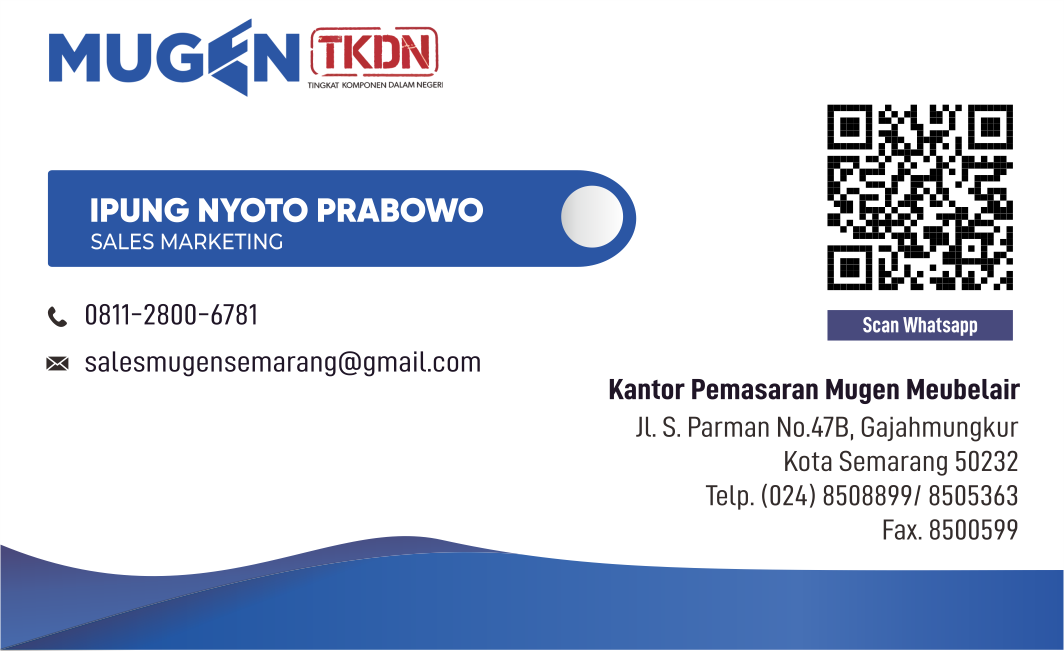 MUGEN
TKDN
TINGKAT KOMPONEN DALAM NEGERI
IPUNG NYOTO PRABOWO
SALES MARKETING
0811-2800-6781
salesmugensemarang@gmail.com
Scan Whatsapp
Kantor Pemasaran Mugen Meubelair
Jl. S. Parman No.47B, Gajahmungkur
Kota Semarang 50232
Telp. (024) 8508899/ 8505363
Fax. 8500599